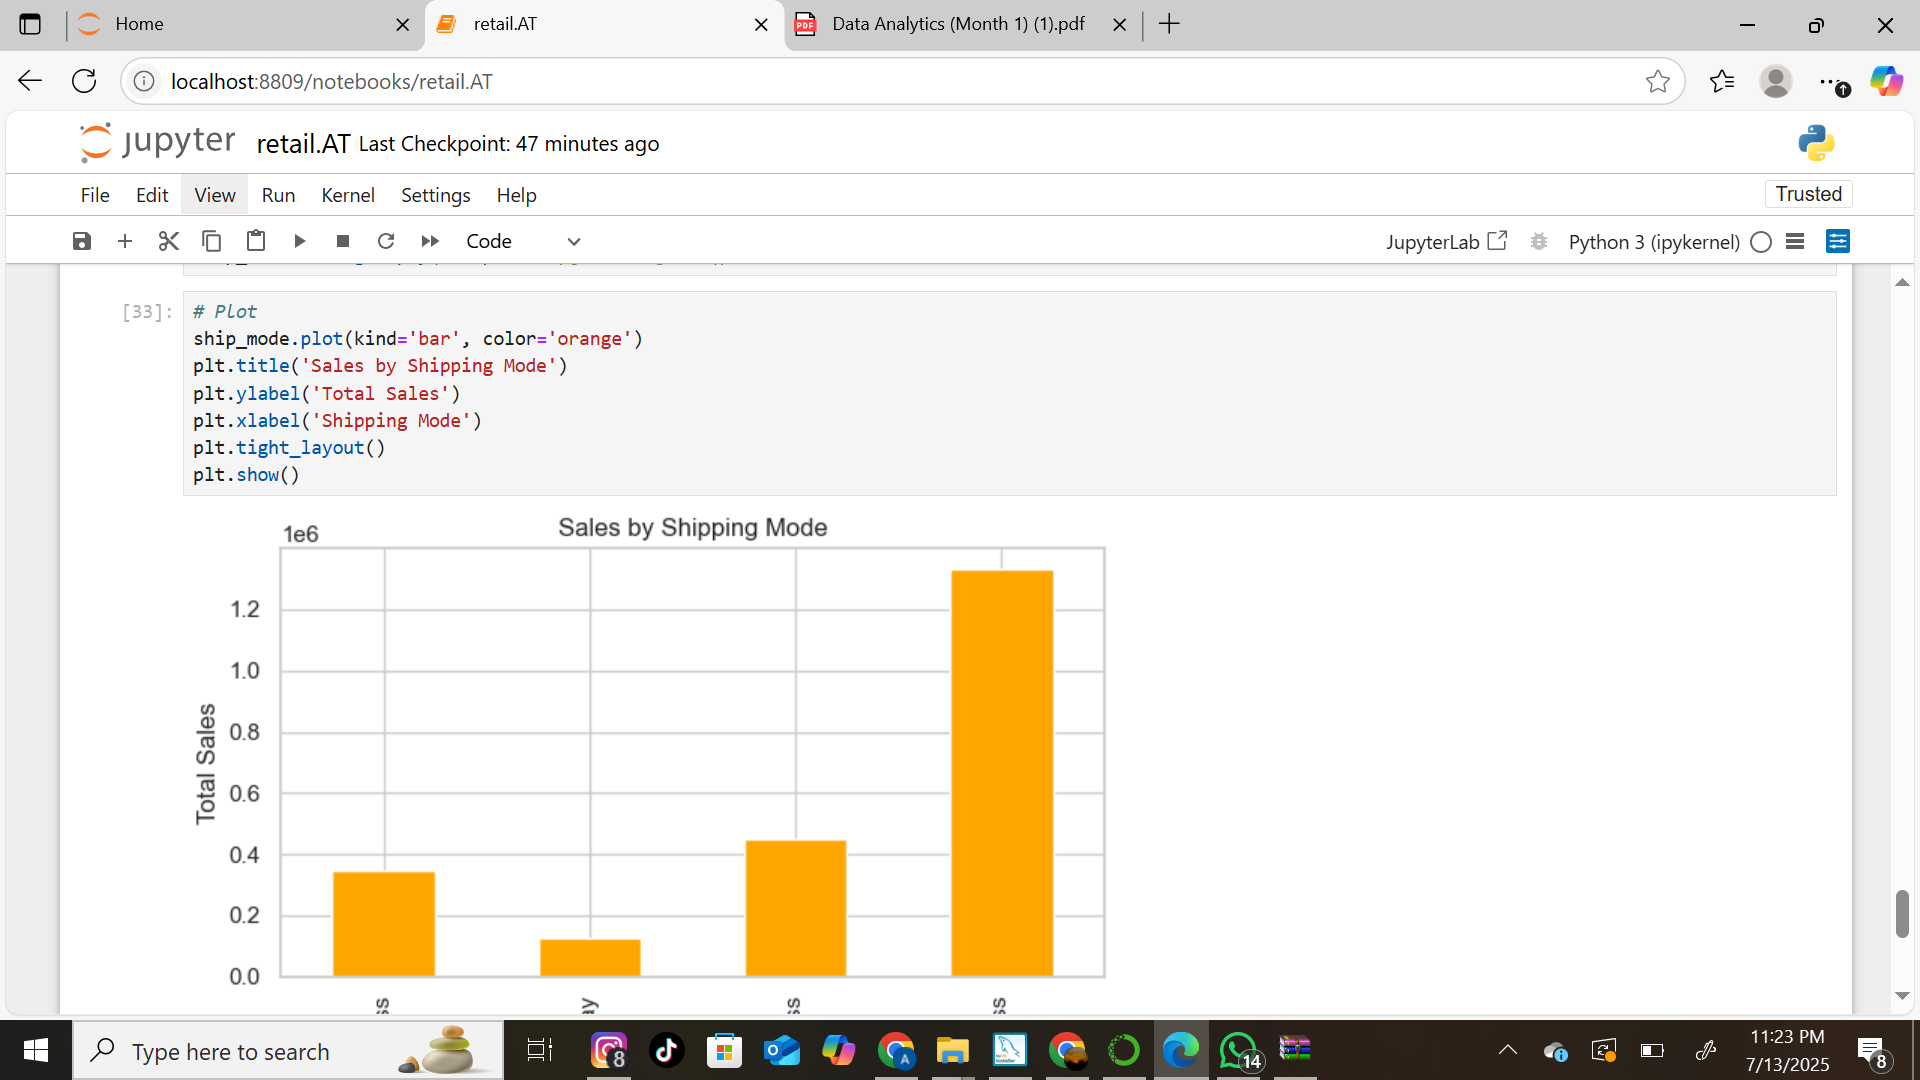 Home
retail.AT
PDF
Data Analytics (Month 1) (1).pdf
localhost:8809/notebooks/retail.AT
jupyter
retail.AT Last Checkpoint: 47 minutes ago
File Edit View Run Kernel Settings Help
Trusted
Code
JupyterLab
Python 3 (ipykernel)
[33]:
# Plot
ship_mode.plot(kind='bar', color='orange')
plt.title('Sales by Shipping Mode')
plt.ylabel('Total Sales')
plt.xlabel('Shipping Mode')
plt.tight_layout()
plt.show()
1e6
Sales by Shipping Mode
1.2
1.0
0.8
0.6
0.4
0.2
0.0
Total Sales
ss
ay
ss
ss
Type here to search
8
A
14
11:23 PM
7/13/2025
8